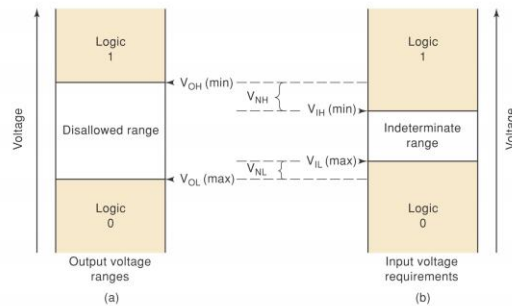 Voltage
Logic
1
Disallowed range
Logic
0
Output voltage
ranges
(a)
V_OH (min)
V_NH
V_IH (min)
V_IL (max)
V_NL
V_OL (max)
Logic
1
Indeterminate
range
Logic
0
Input voltage
requirements
(b)
Voltage